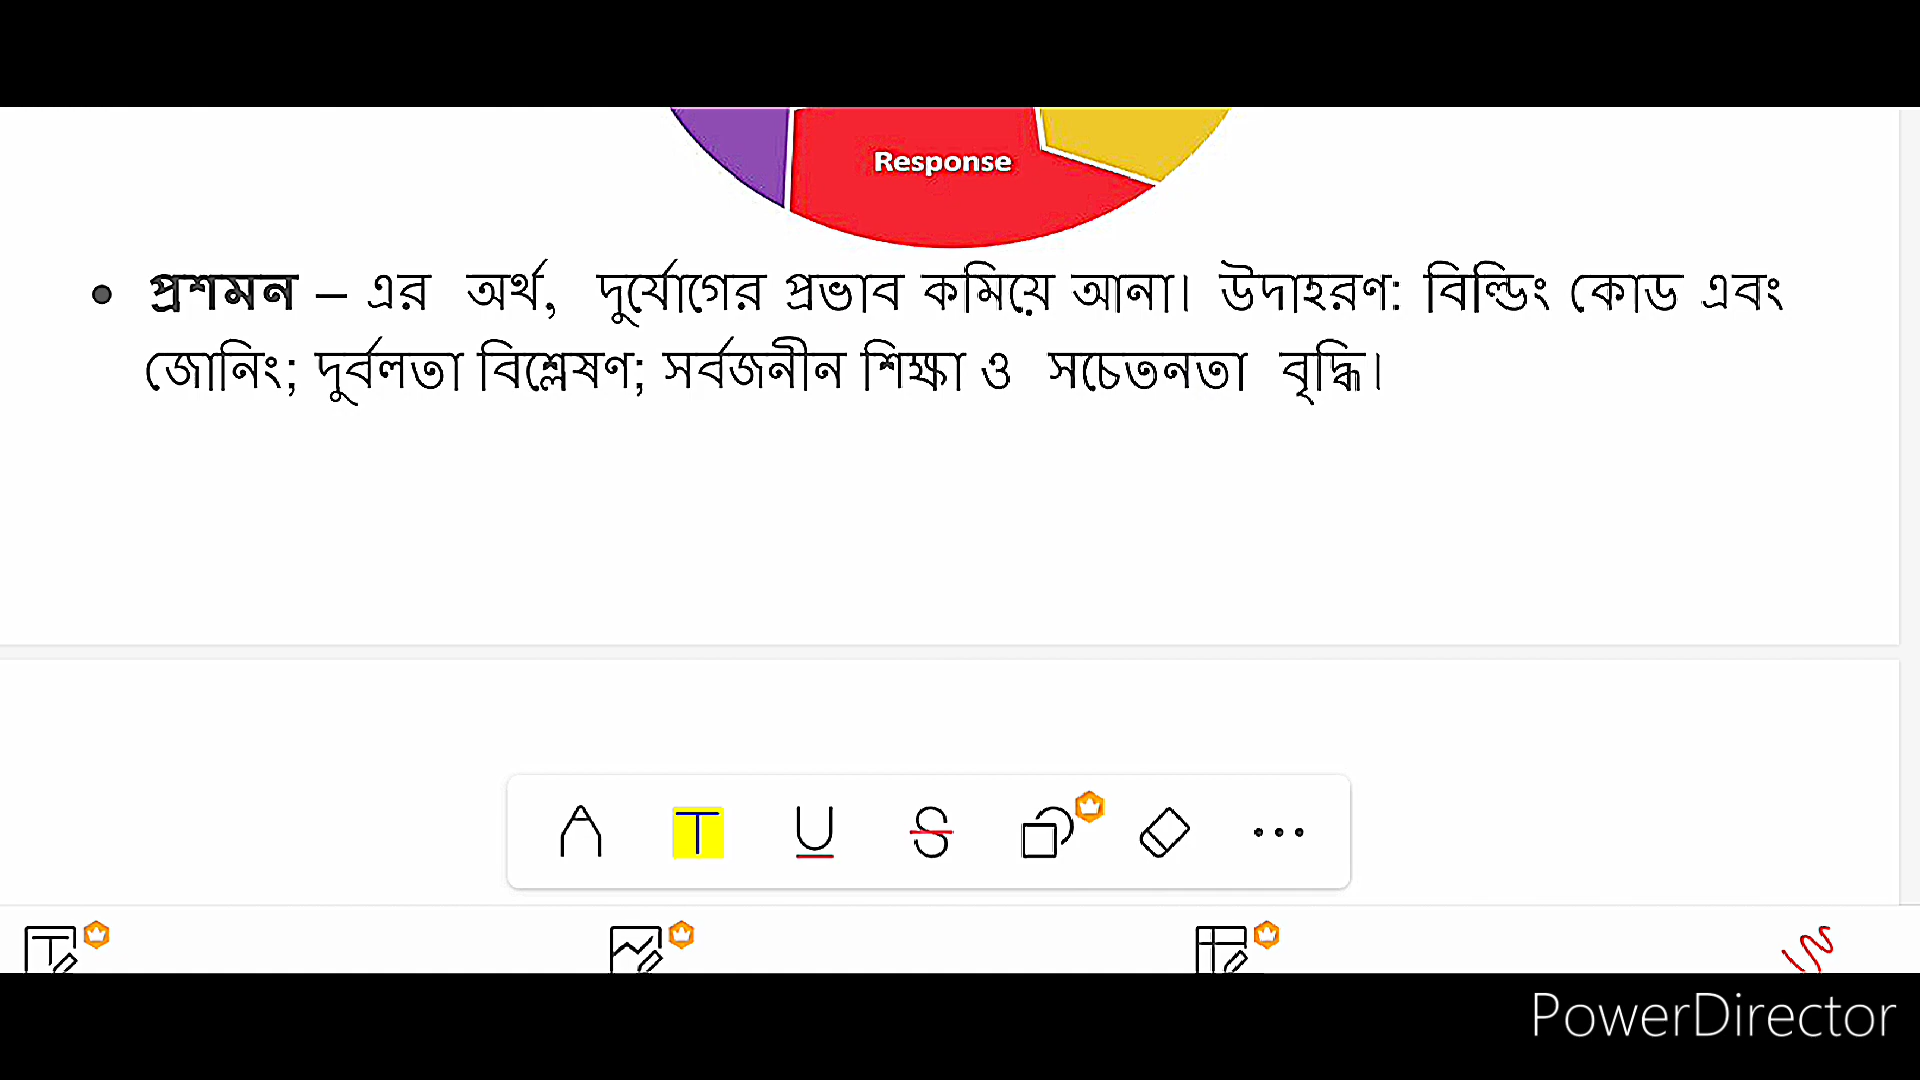 Response
• প্রশমন – এর অর্থ, দুর্যোগের প্রভাব কমিয়ে আনা। উদাহরণ: বিল্ডিং কোড এবং
জোনিং; দুর্বলতা বিশ্লেষণ; সর্বজনীন শিক্ষা ও সচেতনতা বৃদ্ধি।
PowerDirector